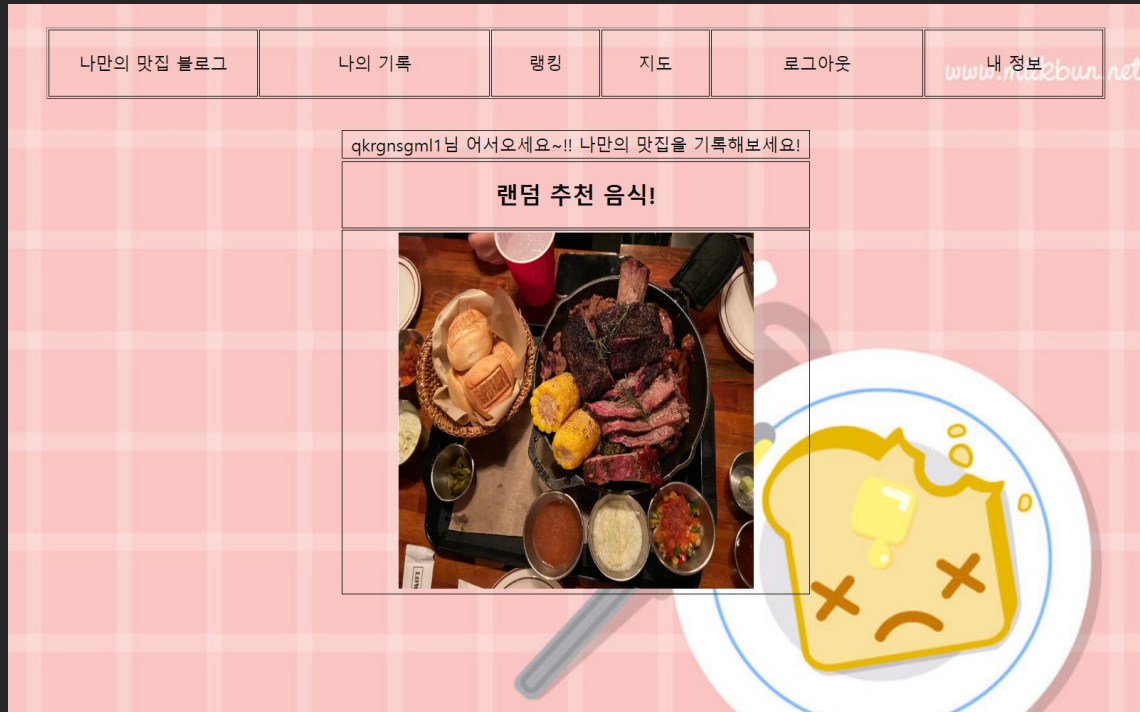 나만의 맛집 블로그 나의 기록 랭킹 지도 로그아웃 내 정보
qkrgnsgml1님 어서오세요~!! 나만의 맛집을 기록해보세요!
랜덤 추천 음식!